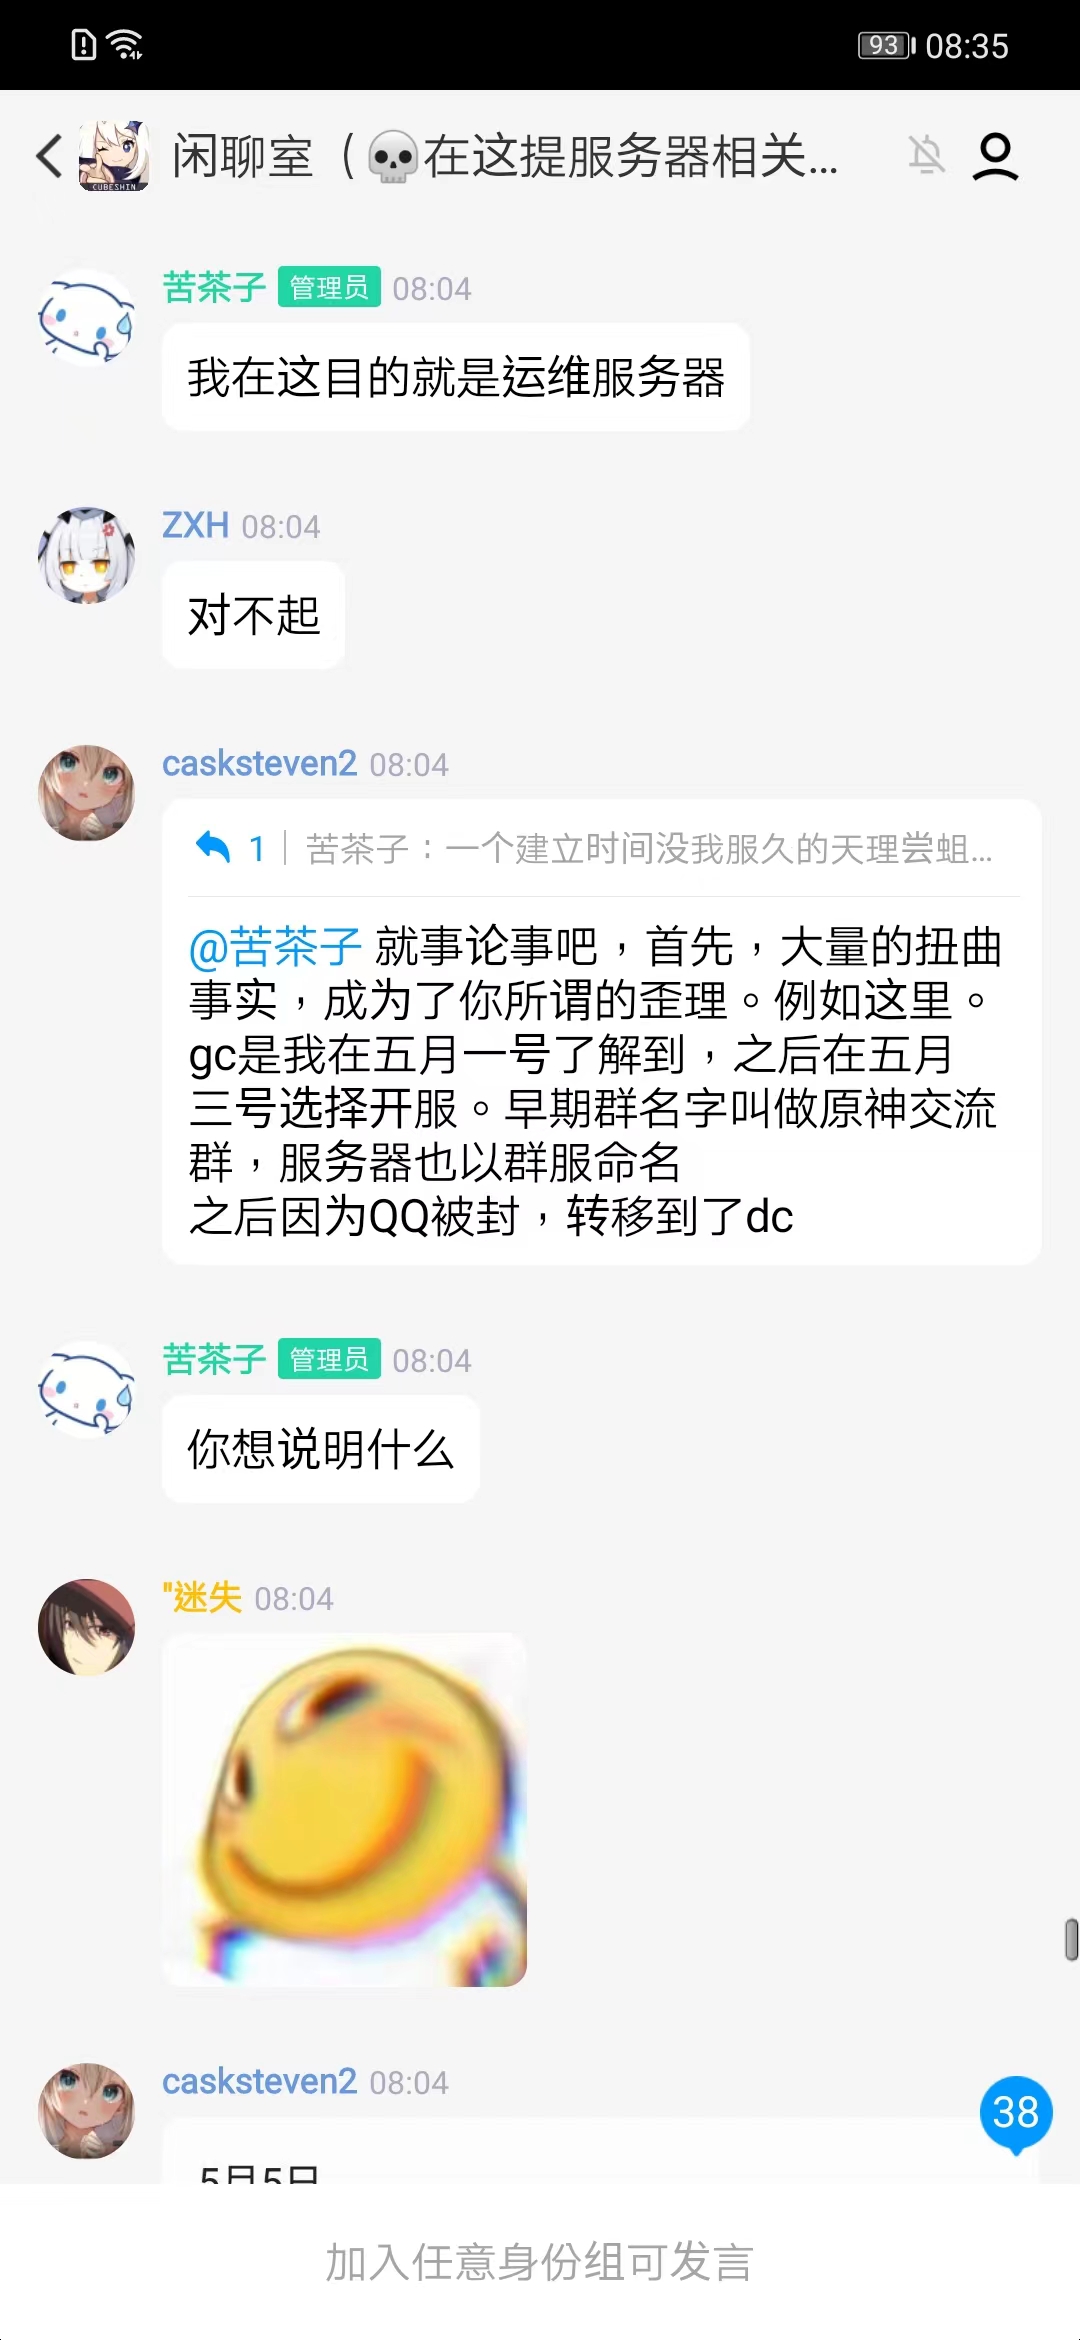 93 08:35
CUBESHIN
闲聊室（💀在这提服务器相关...
苦茶子 管理员 08:04
我在这目的就是运维服务器
ZXH 08:04
对不起
casksteven2 08:04
1 苦茶子：一个建立时间没我服久的天理尝蛆...
@苦茶子 就事论事吧，首先，大量的扭曲
事实，成为了你所谓的歪理。例如这里。
gc是我在五月一号了解到，之后在五月
三号选择开服。早期群名字叫做原神交流
群，服务器也以群服命名
之后因为QQ被封，转移到了dc
苦茶子 管理员 08:04
你想说明什么
"迷失 08:04
casksteven2 08:04
38
5月5日
加入任意身份组可发言